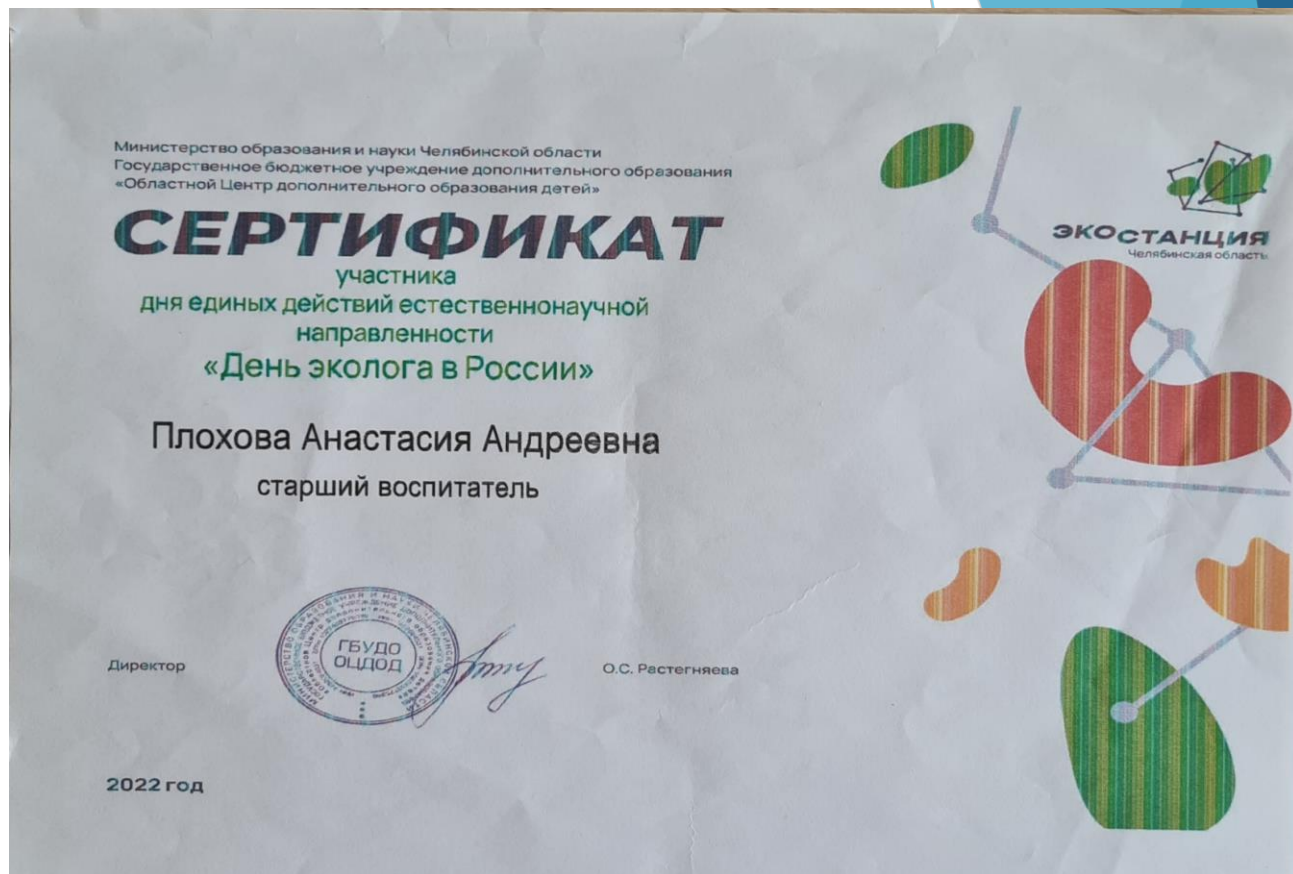 Министерство образования и науки Челябинской области
Государственное бюджетное учреждение дополнительного образования
«Областной Центр дополнительного образования детей»
СЕРТИФИКАТ
участника
дня единых действий естественнонаучной
направленности
«День эколога в России»
Плохова Анастасия Андреевна
старший воспитатель
ЭКОСТАНЦИЯ
Челябинская область
Директор
ГБУДО
ОЦДОД
О.С. Растегняева
2022 год